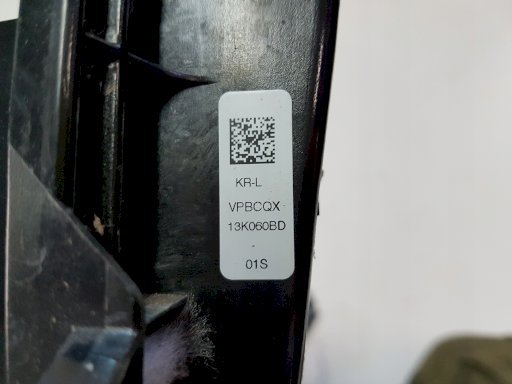 KR-L
VPBCQX
13K060BD
-
01S